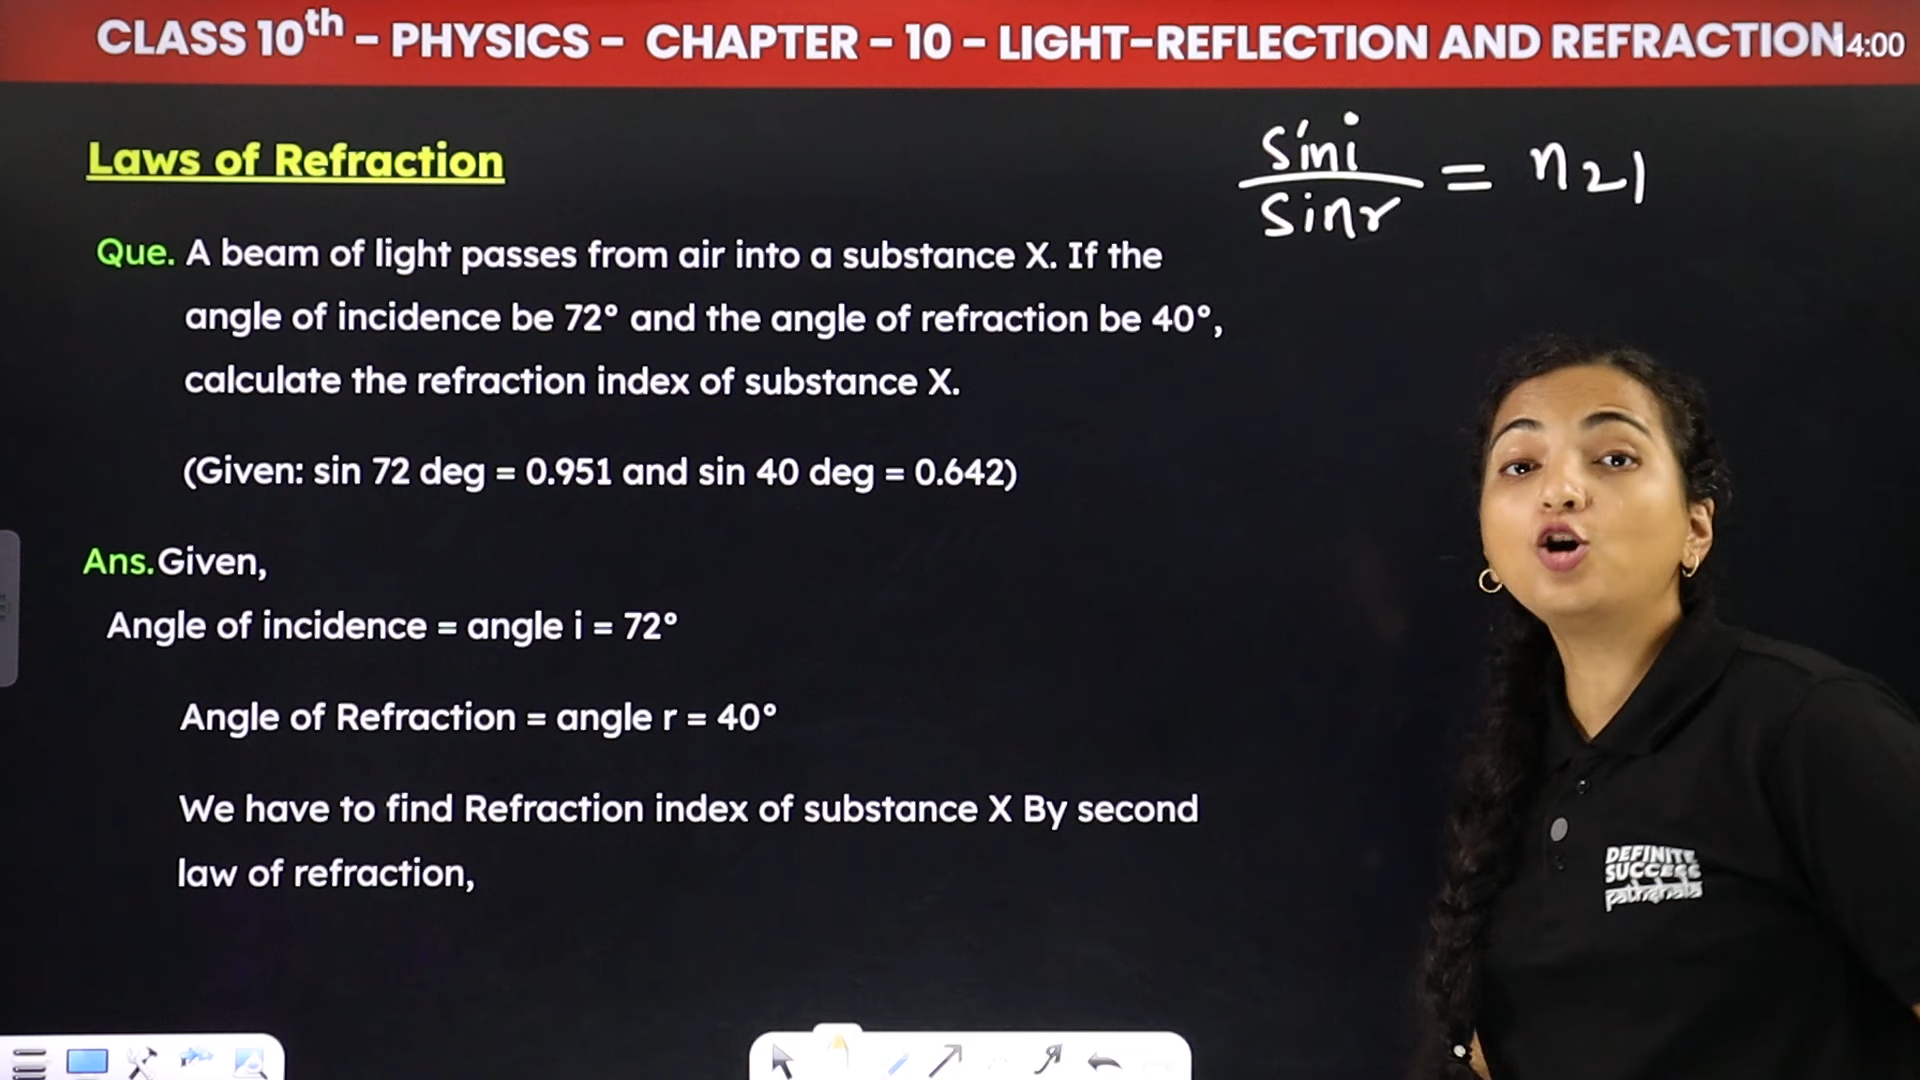 CLASS 10th - PHYSICS - CHAPTER - 10 - LIGHT-REFLECTION AND REFRACTION
14:00
Laws of Refraction
sini
sinr
= n21
Que. A beam of light passes from air into a substance X. If the
angle of incidence be 72° and the angle of refraction be 40°,
calculate the refraction index of substance X.
(Given: sin 72 deg = 0.951 and sin 40 deg = 0.642)
Ans. Given,
Angle of incidence = angle i = 72°
Angle of Refraction = angle r = 40°
We have to find Refraction index of substance X By second
law of refraction,
DEFINITE
SUCCESS
pathshala